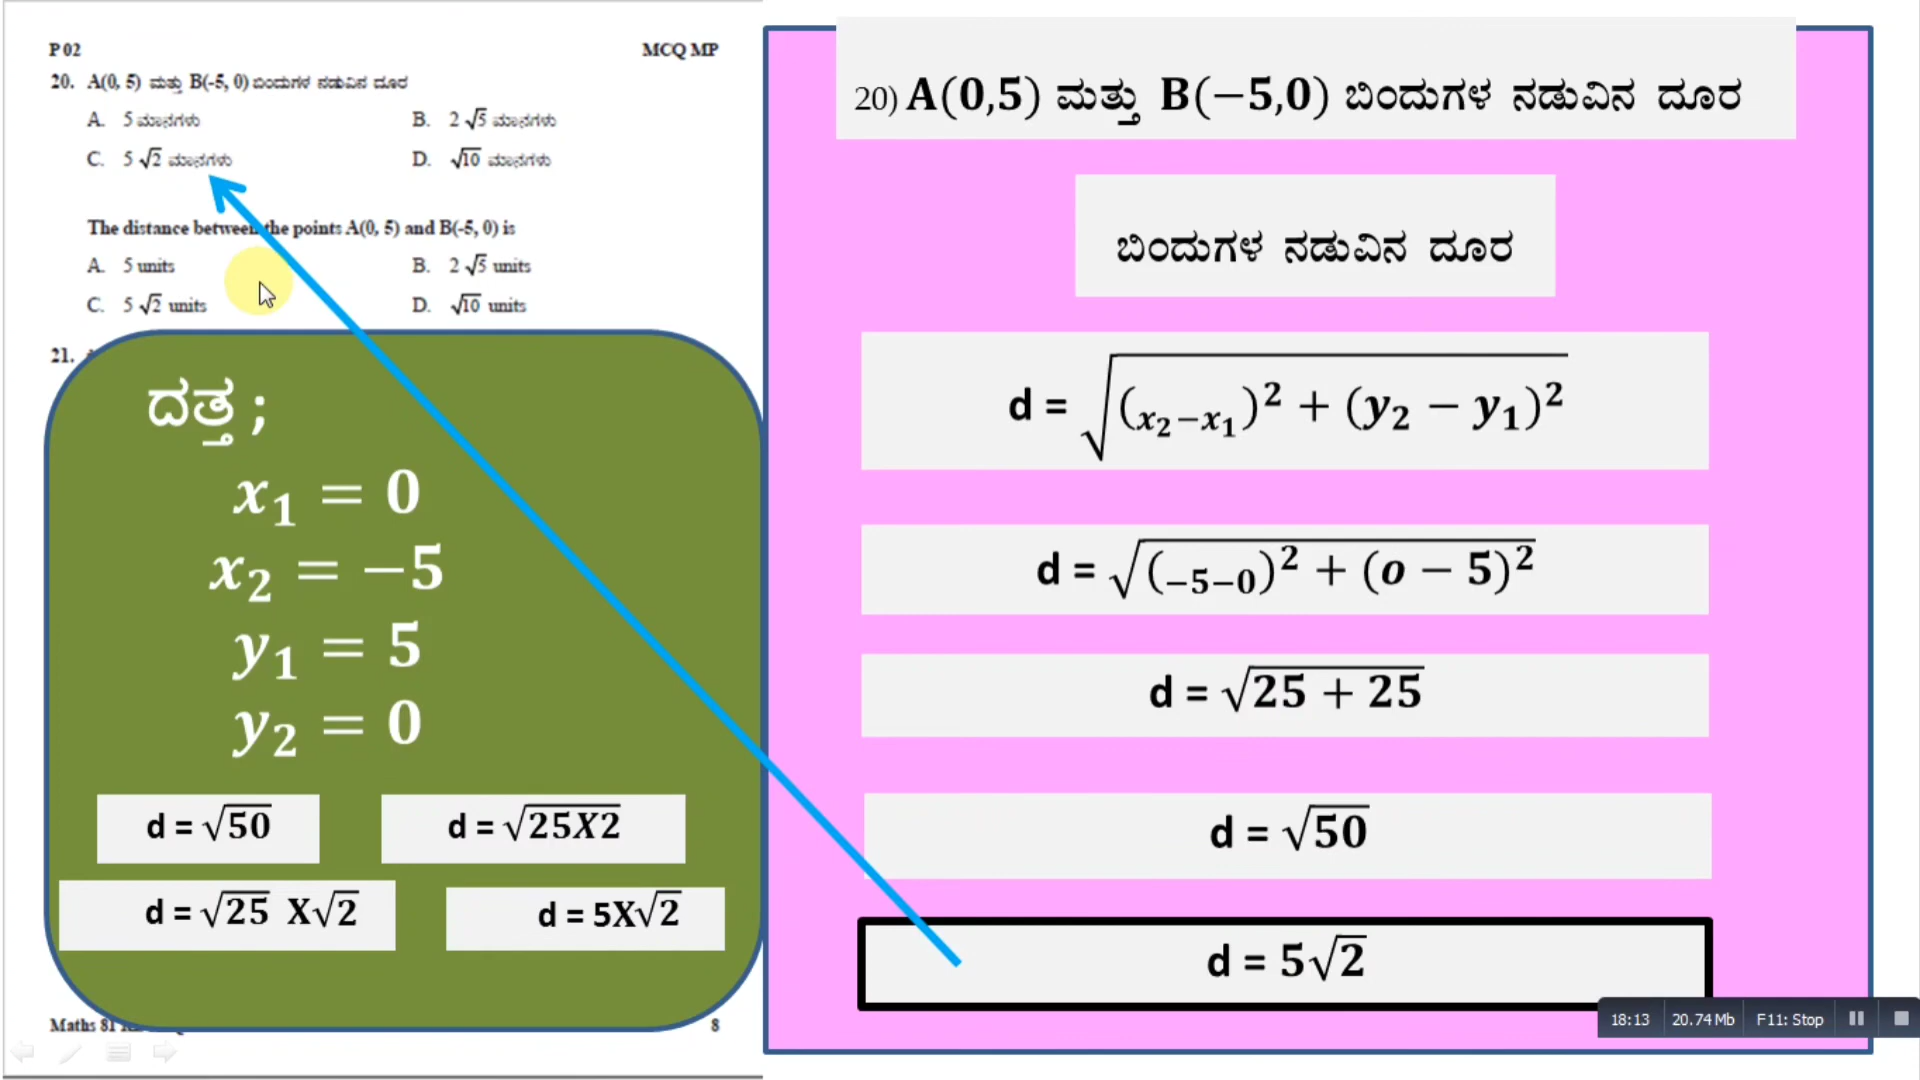 P 02
MCQ MP
20. A(0, 5) ಮತ್ತು B(-5, 0) ಬಿಂದುಗಳ ನಡುವಿನ ದೂರ
A. 5 ಮಾನಗಳು
B. 2 √5 ಮಾನಗಳು
C. 5 √2 ಮಾನಗಳು
D. √10 ಮಾನಗಳು
The distance between the points A(0, 5) and B(-5, 0) is
A. 5 units
B. 2 √5 units
C. 5 √2 units
D. √10 units
21.
ದತ್ತ ;
x₁ = 0
x₂ = −5
y₁ = 5
y₂ = 0
d = √50
d = √25X2
d = √25 X√2
d = 5X√2
Maths 81
8
20) A(0,5) ಮತ್ತು B(−5,0) ಬಿಂದುಗಳ ನಡುವಿನ ದೂರ
ಬಿಂದುಗಳ ನಡುವಿನ ದೂರ
d = √(x₂−x₁)² + (y₂ − y₁)²
d = √(₋₅₋₀)² + (o − 5)²
d = √25 + 25
d = √50
d = 5√2
18:13 20.74 Mb F11: Stop